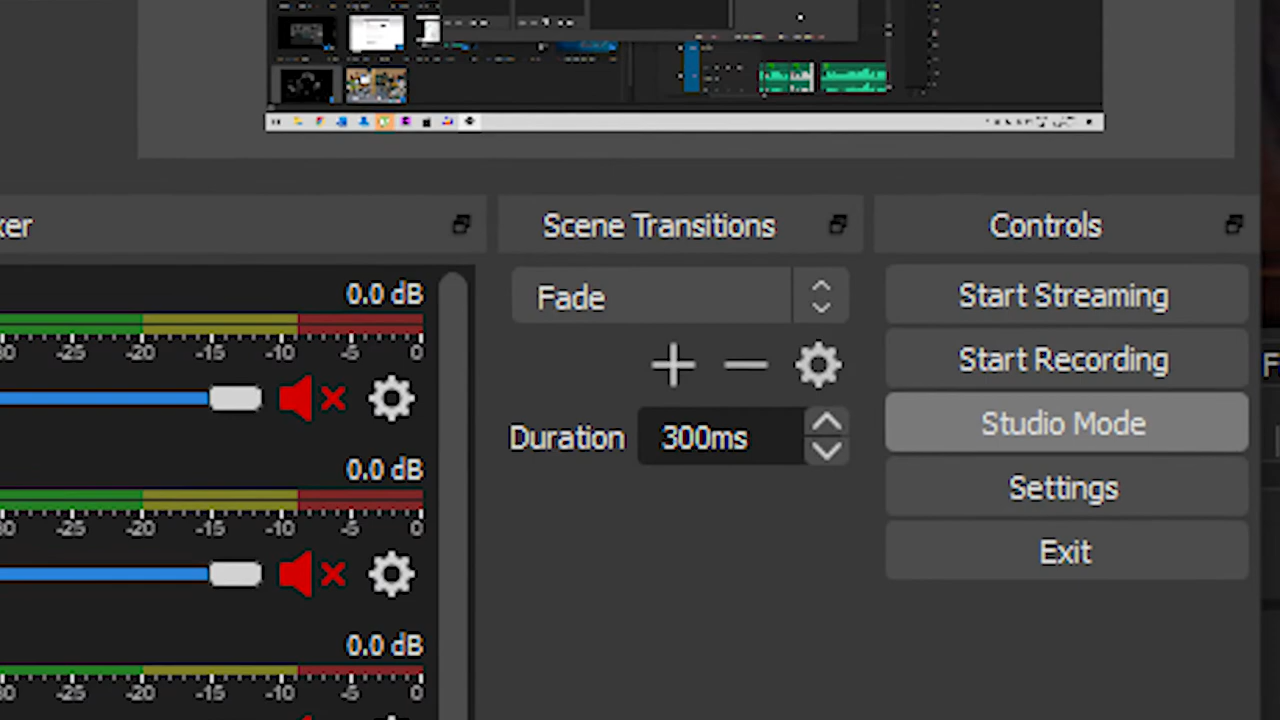 Scene Transitions
Controls
0.0 dB
-25 -20 -15 -10 -5 0
0.0 dB
-25 -20 -15 -10 -5 0
0.0 dB
-25 -20 -15 -10 -5 0
Fade
Duration 300ms
Start Streaming
Start Recording
Studio Mode
Settings
Exit